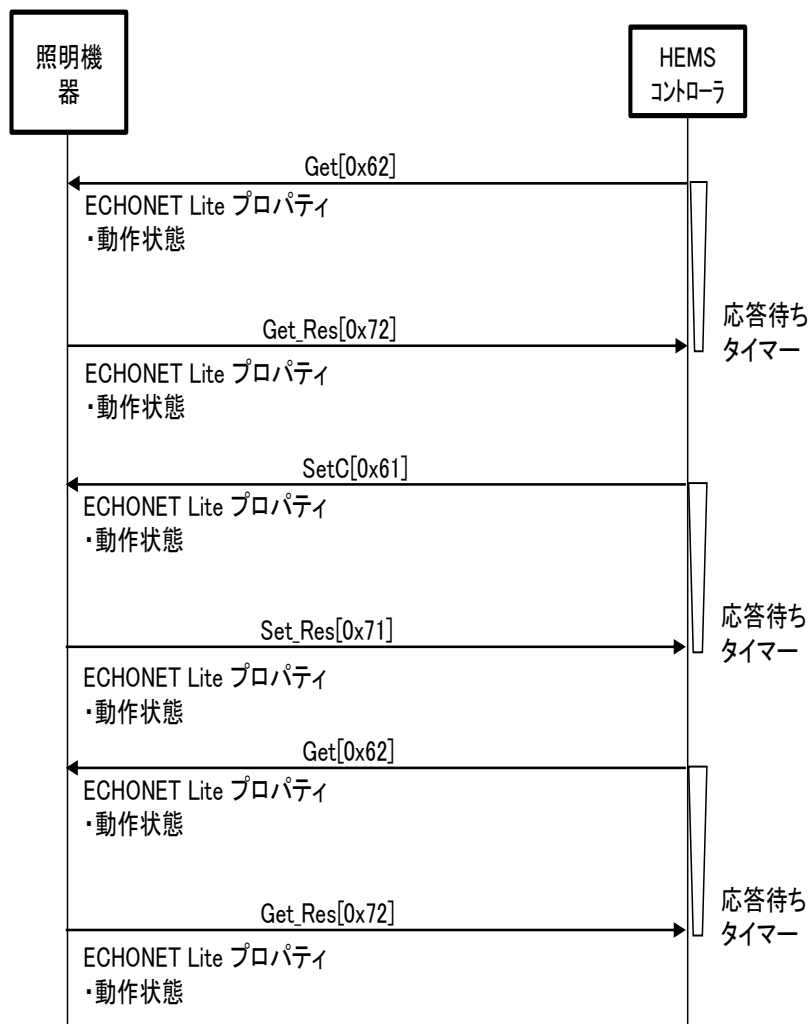 照明機
器
HEMS
コントローラ
Get[0x62]
ECHONET Lite プロパティ
・動作状態
応答待ち
タイマー
Get_Res[0x72]
ECHONET Lite プロパティ
・動作状態
SetC[0x61]
ECHONET Lite プロパティ
・動作状態
応答待ち
タイマー
Set_Res[0x71]
ECHONET Lite プロパティ
・動作状態
Get[0x62]
ECHONET Lite プロパティ
・動作状態
応答待ち
タイマー
Get_Res[0x72]
ECHONET Lite プロパティ
・動作状態